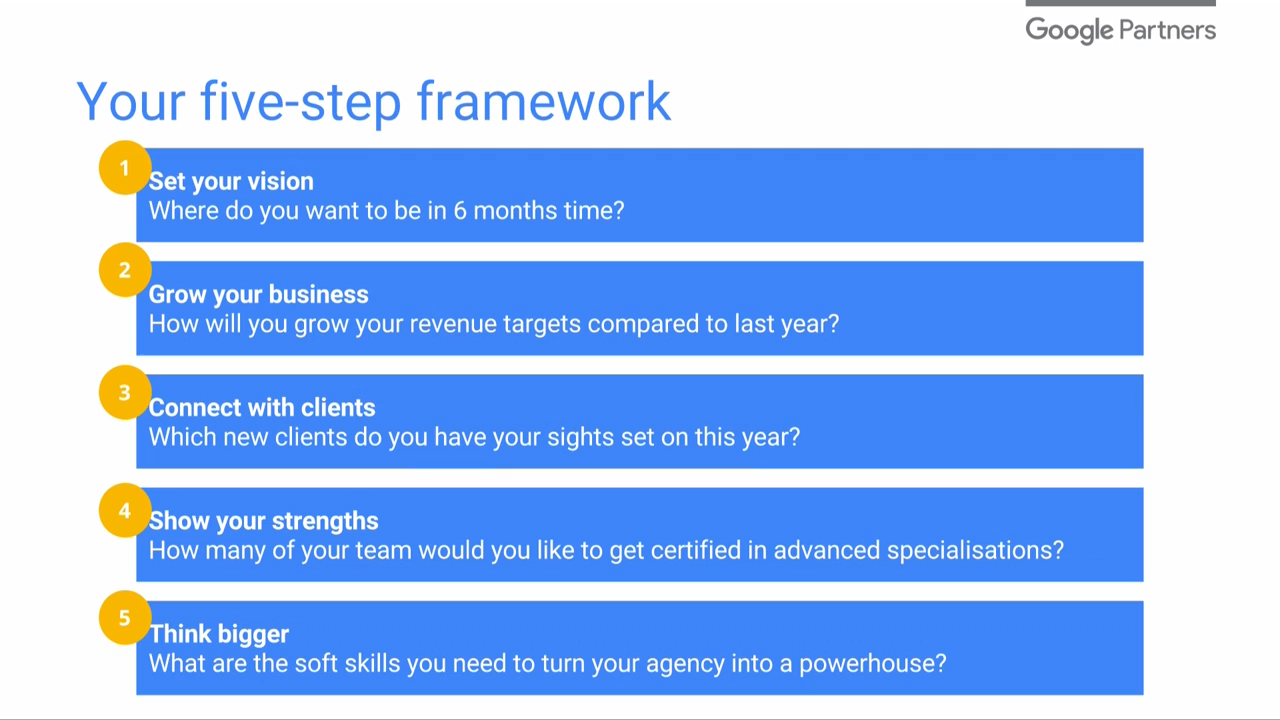 Google Partners
Your five-step framework
1
Set your vision
Where do you want to be in 6 months time?
2
Grow your business
How will you grow your revenue targets compared to last year?
3
Connect with clients
Which new clients do you have your sights set on this year?
4
Show your strengths
How many of your team would you like to get certified in advanced specialisations?
5
Think bigger
What are the soft skills you need to turn your agency into a powerhouse?